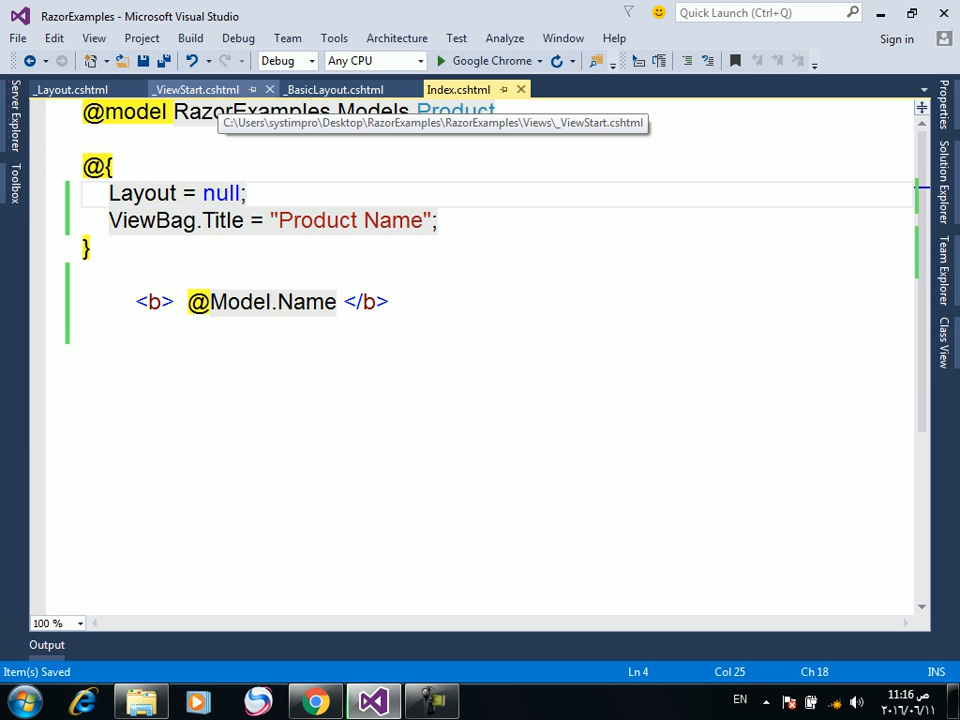 RazorExamples - Microsoft Visual Studio
Quick Launch (Ctrl+Q)
File Edit View Project Build Debug Team Tools Architecture Test Analyze Window Help Sign in
Debug Any CPU Google Chrome
_Layout.cshtml _ViewStart.cshtml _BasicLayout.cshtml Index.cshtml
@model RazorExamples.Models.Product
C:\Users\systimpro\Desktop\RazorExamples\RazorExamples\Views\_ViewStart.cshtml
@{
Layout = null;
ViewBag.Title = "Product Name";
}
<b> @Model.Name </b>
Server Explorer
Toolbox
Properties
Solution Explorer
Team Explorer
Class View
100 %
Output
Item(s) Saved Ln 4 Col 25 Ch 18 INS
EN
11:16 ص
٢٠١٦/٠٦/١١